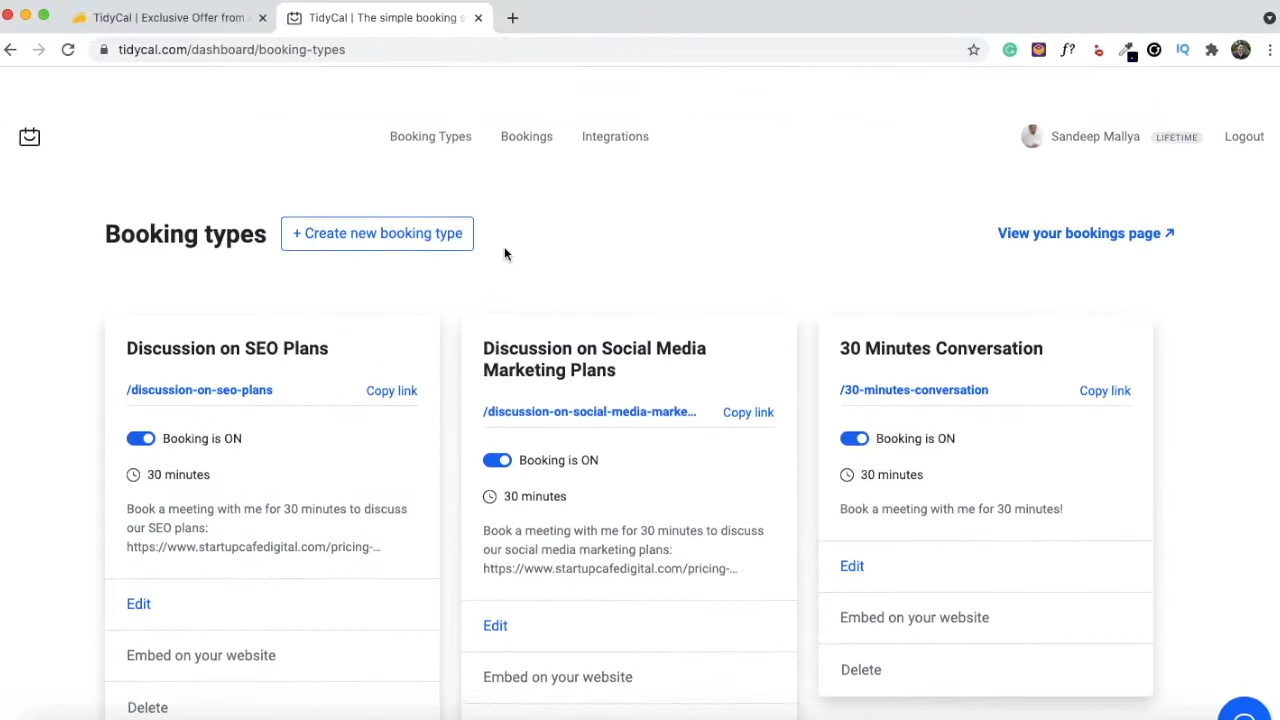 TidyCal | Exclusive Offer from
TidyCal | The simple booking s
tidycal.com/dashboard/booking-types
f?
IQ
Booking Types
Bookings
Integrations
Sandeep Mallya
LIFETIME
Logout
Booking types
+ Create new booking type
View your bookings page ↗
Discussion on SEO Plans
/discussion-on-seo-plans
Copy link
Booking is ON
30 minutes
Book a meeting with me for 30 minutes to discuss
our SEO plans:
https://www.startupcafedigital.com/pricing-...
Edit
Embed on your website
Delete
Discussion on Social Media
Marketing Plans
/discussion-on-social-media-marke...
Copy link
Booking is ON
30 minutes
Book a meeting with me for 30 minutes to discuss
our social media marketing plans:
https://www.startupcafedigital.com/pricing-...
Edit
Embed on your website
30 Minutes Conversation
/30-minutes-conversation
Copy link
Booking is ON
30 minutes
Book a meeting with me for 30 minutes!
Edit
Embed on your website
Delete